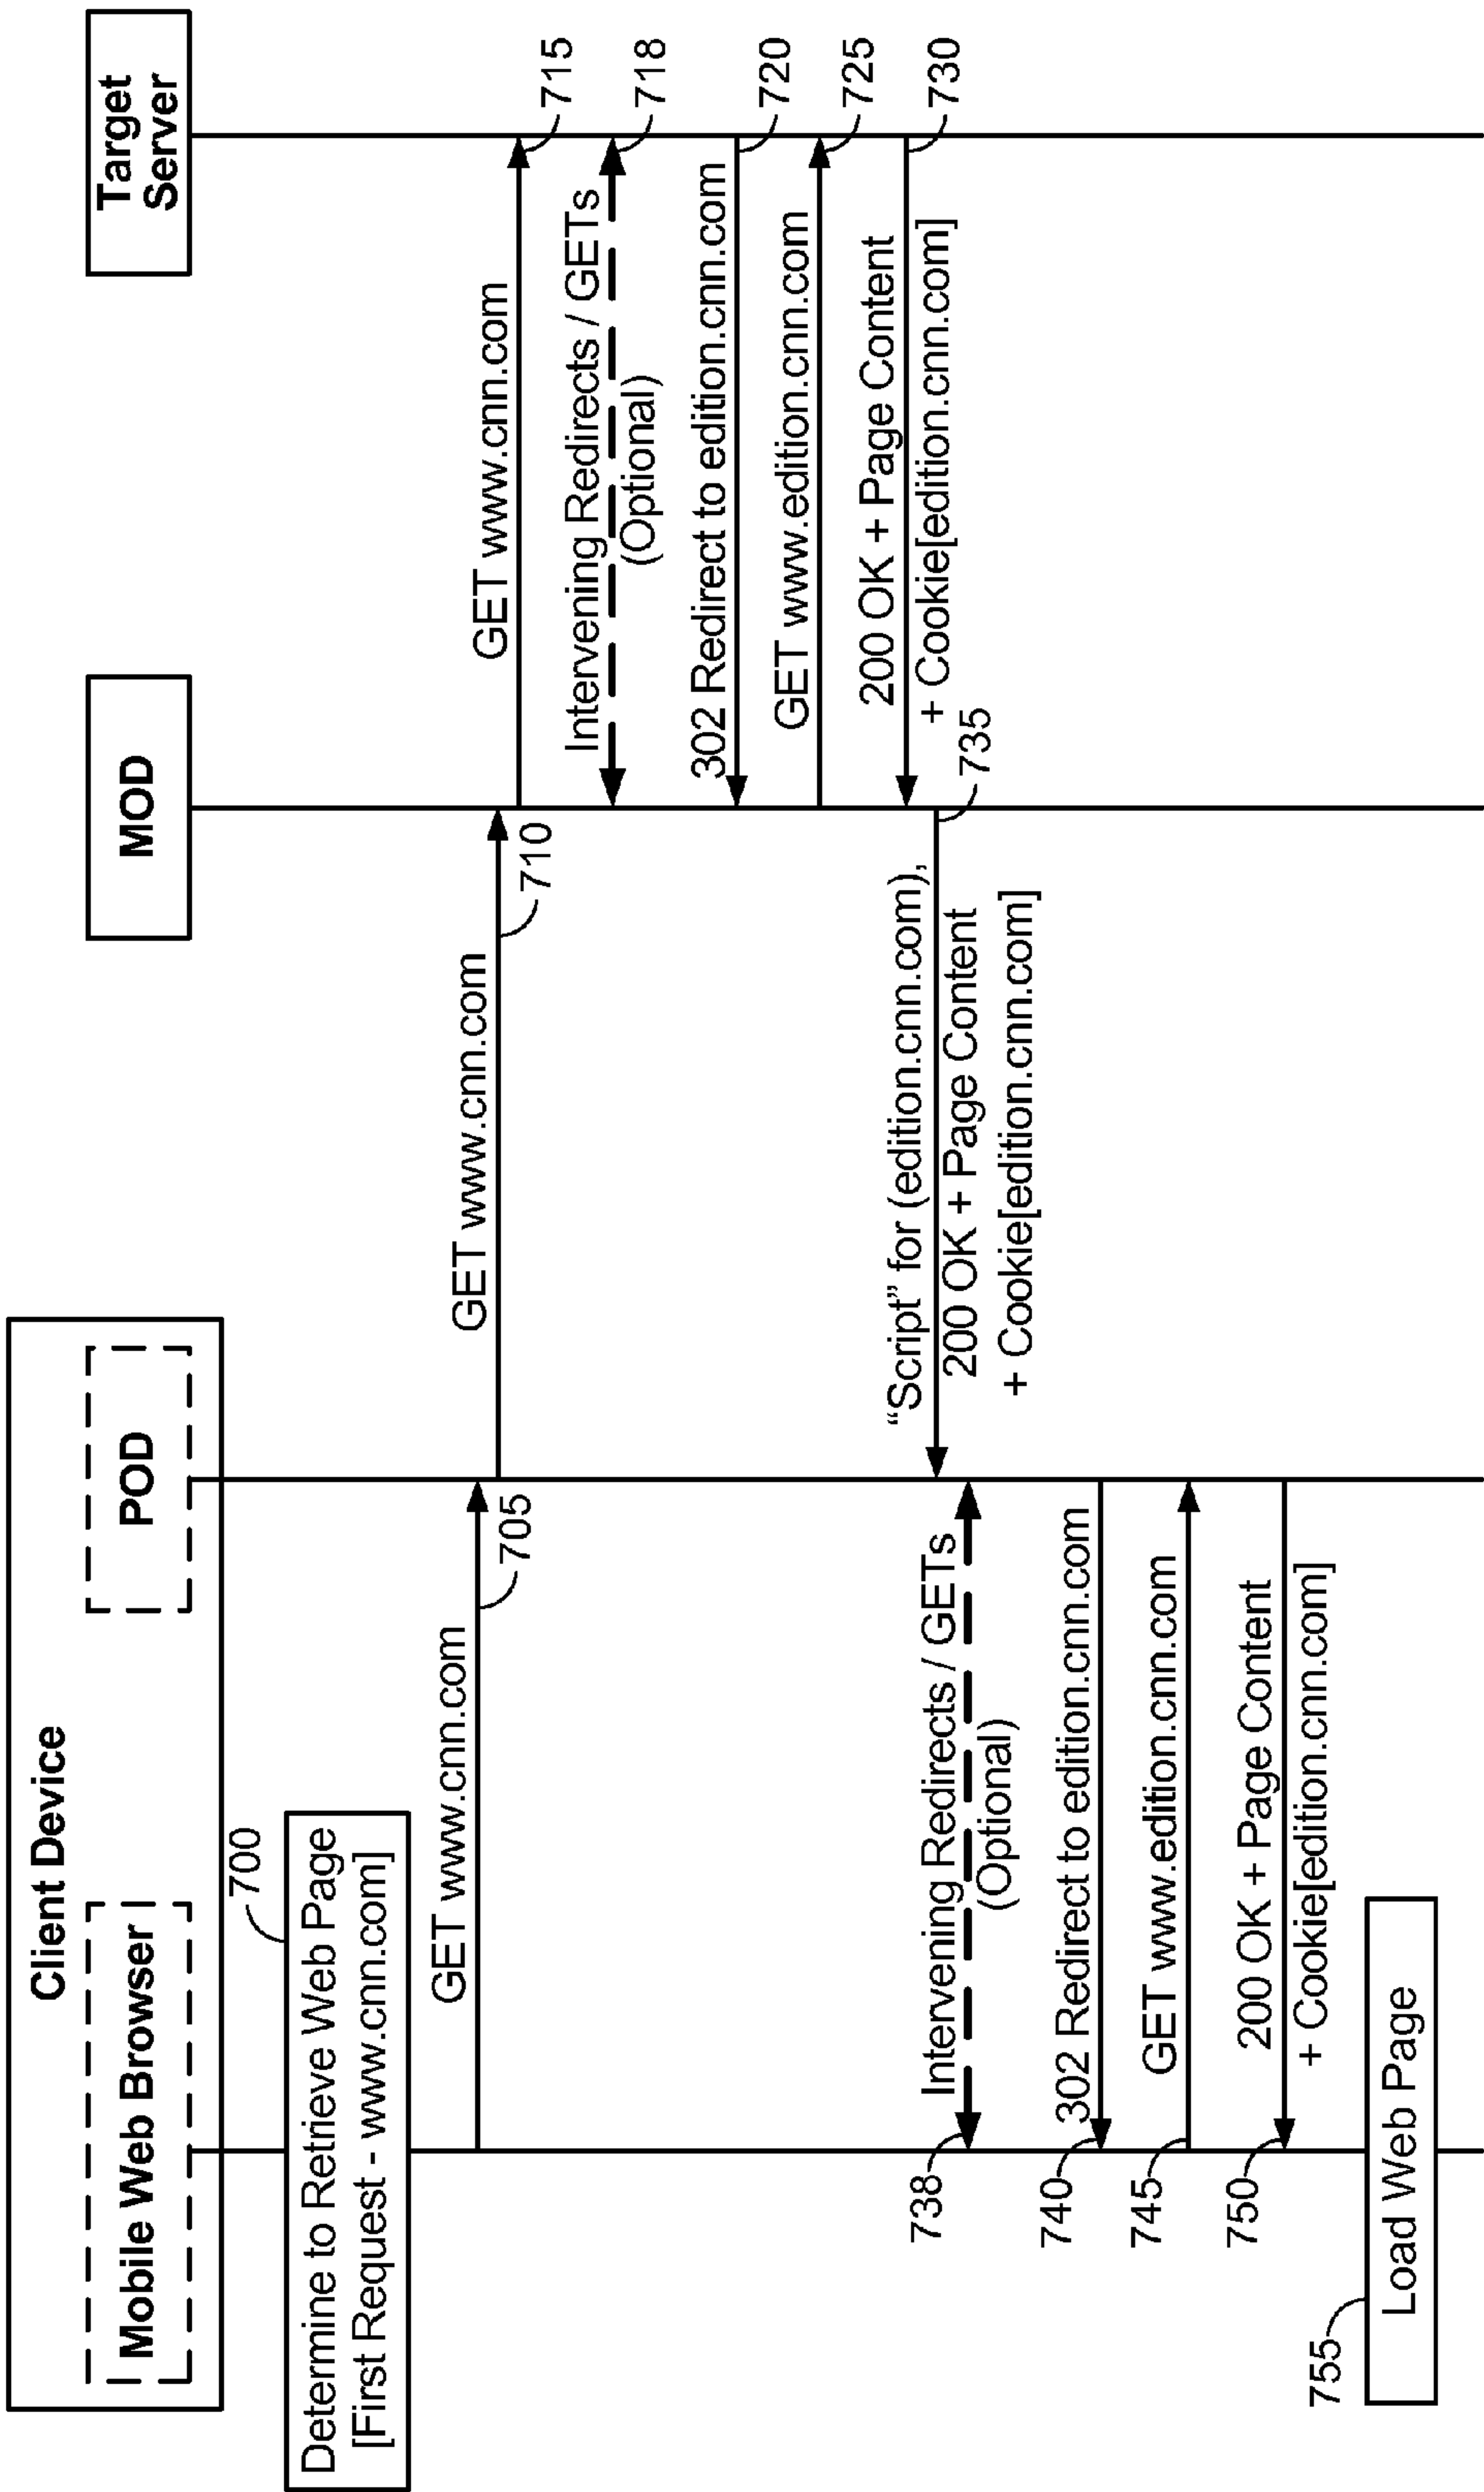 Client Device
Mobile Web Browser
POD
MOD
Target
Server
700
Determine to Retrieve Web Page
[First Request - www.cnn.com]
GET www.cnn.com
705
GET www.cnn.com
710
GET www.cnn.com
715
Intervening Redirects / GETs
(Optional)
718
302 Redirect to edition.cnn.com
720
GET www.edition.cnn.com
725
200 OK + Page Content
+ Cookie[edition.cnn.com]
730
735
“Script” for (edition.cnn.com),
200 OK + Page Content
+ Cookie[edition.cnn.com]
Intervening Redirects / GETs
(Optional)
738
302 Redirect to edition.cnn.com
740
GET www.edition.cnn.com
745
200 OK + Page Content
+ Cookie[edition.cnn.com]
750
Load Web Page
755